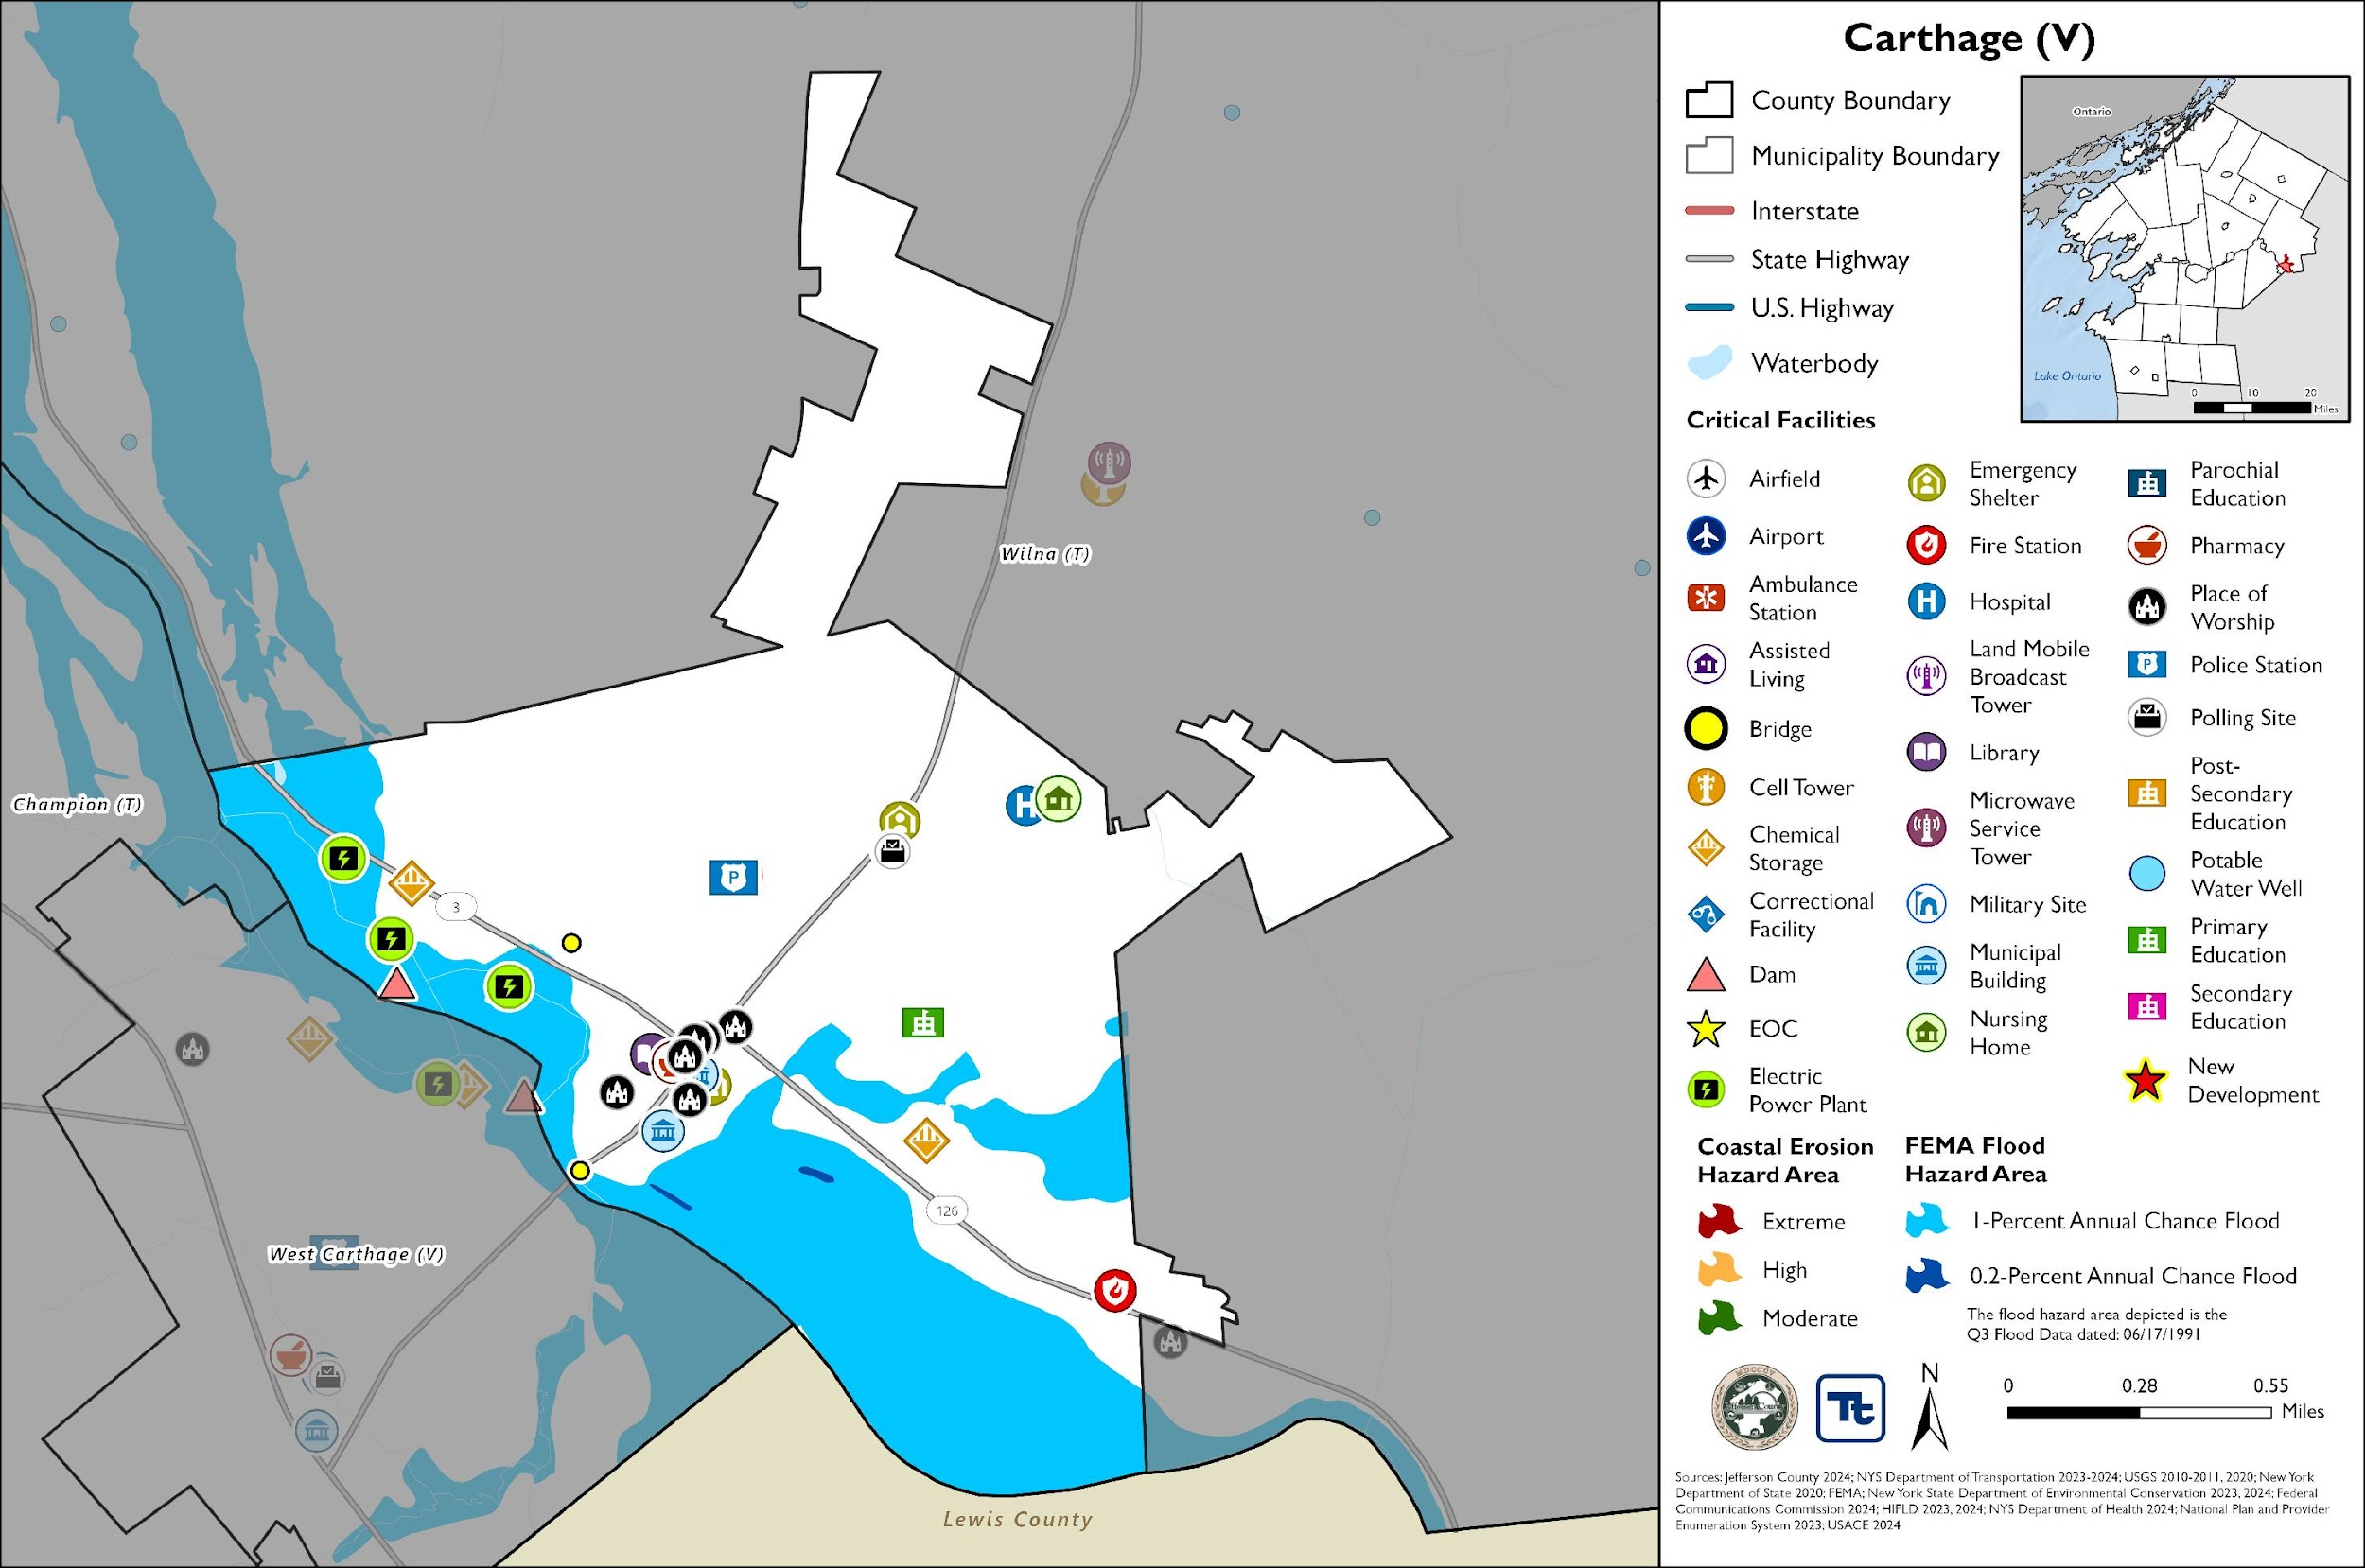 Carthage (V)
County Boundary
Municipality Boundary
Interstate
State Highway
U.S. Highway
Waterbody
Ontario
Lake Ontario
0 10 20
Miles
Critical Facilities
Airfield
Airport
Ambulance
Station
Assisted
Living
Bridge
Cell Tower
Chemical
Storage
Correctional
Facility
Dam
EOC
Electric
Power Plant
Emergency
Shelter
Fire Station
H
Hospital
Land Mobile
Broadcast
Tower
Library
Microwave
Service
Tower
Military Site
Municipal
Building
Nursing
Home
Parochial
Education
Pharmacy
Place of
Worship
P
Police Station
Polling Site
Post-
Secondary
Education
Potable
Water Well
Primary
Education
Secondary
Education
New
Development
Coastal Erosion
Hazard Area
Extreme
High
Moderate
FEMA Flood
Hazard Area
1-Percent Annual Chance Flood
0.2-Percent Annual Chance Flood
The flood hazard area depicted is the
Q3 Flood Data dated: 06/17/1991
Tt
N
0 0.28 0.55
Miles
Sources: Jefferson County 2024; NYS Department of Transportation 2023-2024; USGS 2010-2011, 2020; New York
Department of State 2020; FEMA; New York State Department of Environmental Conservation 2023, 2024; Federal
Communications Commission 2024; HIFLD 2023, 2024; NYS Department of Health 2024; National Plan and Provider
Enumeration System 2023; USACE 2024
Wilna (T)
Champion (T)
H
P
3
126
West Carthage (V)
Lewis County